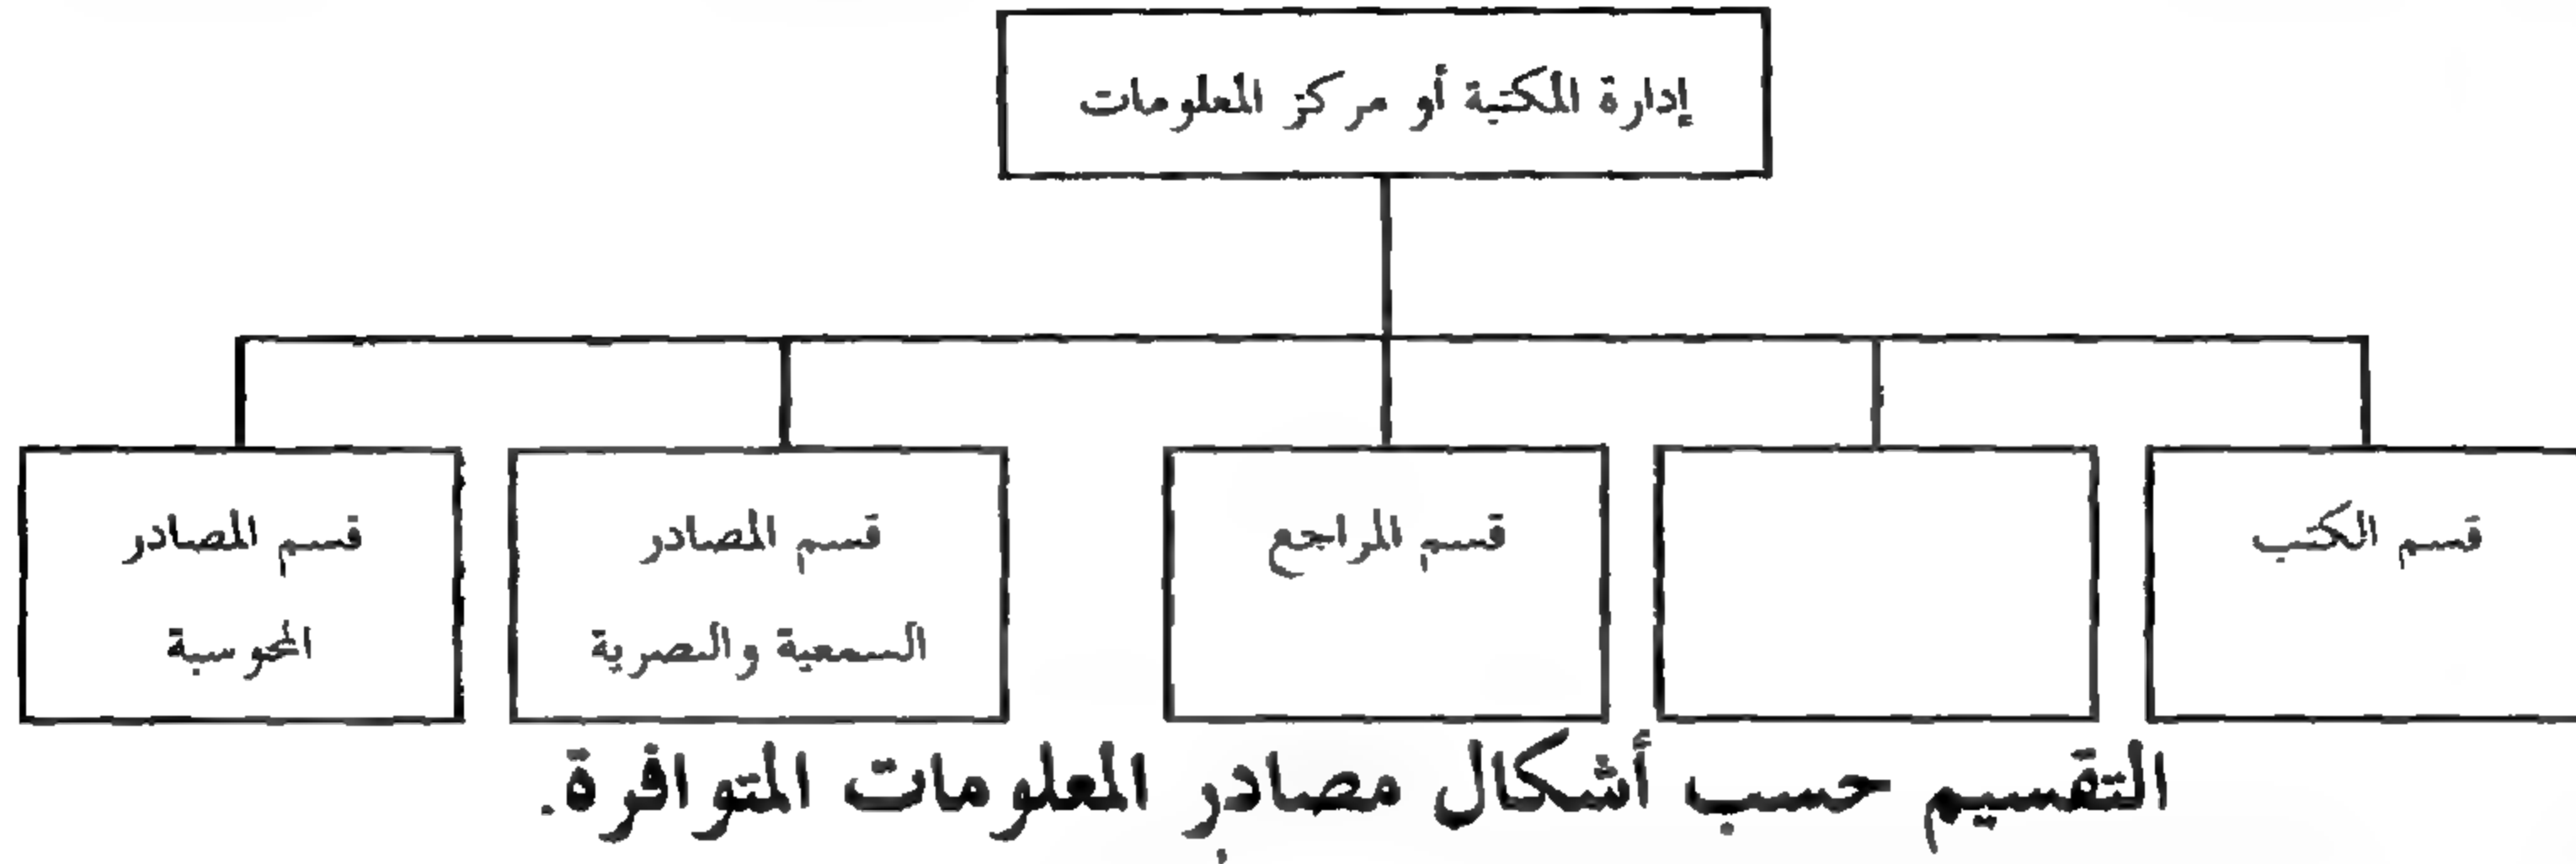 إدارة المكتبة أو مركز المعلومات
قسم الكتب
قسم المراجع
قسم المصادر
السمعية والبصرية
قسم المصادر
المحوسبة
التقسيم حسب أشكال مصادر المعلومات المتوافرة.